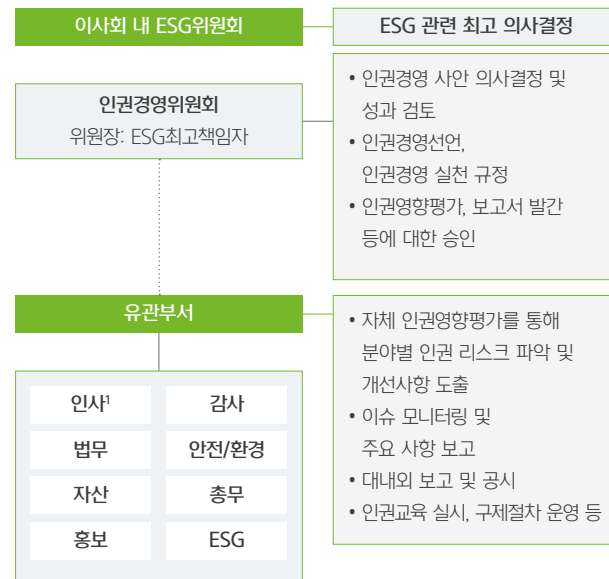 이사회 내 ESG위원회
ESG 관련 최고 의사결정
인권경영위원회
위원장: ESG최고책임자
• 인권경영 사안 의사결정 및
성과 검토
• 인권경영선언,
인권경영 실천 규정
• 인권영향평가, 보고서 발간
등에 대한 승인
유관부서
• 자체 인권영향평가를 통해
분야별 인권 리스크 파악 및
개선사항 도출
• 이슈 모니터링 및
주요 사항 보고
• 대내외 보고 및 공시
• 인권교육 실시, 구제절차 운영 등
인사¹
감사
법무
안전/환경
자산
총무
홍보
ESG